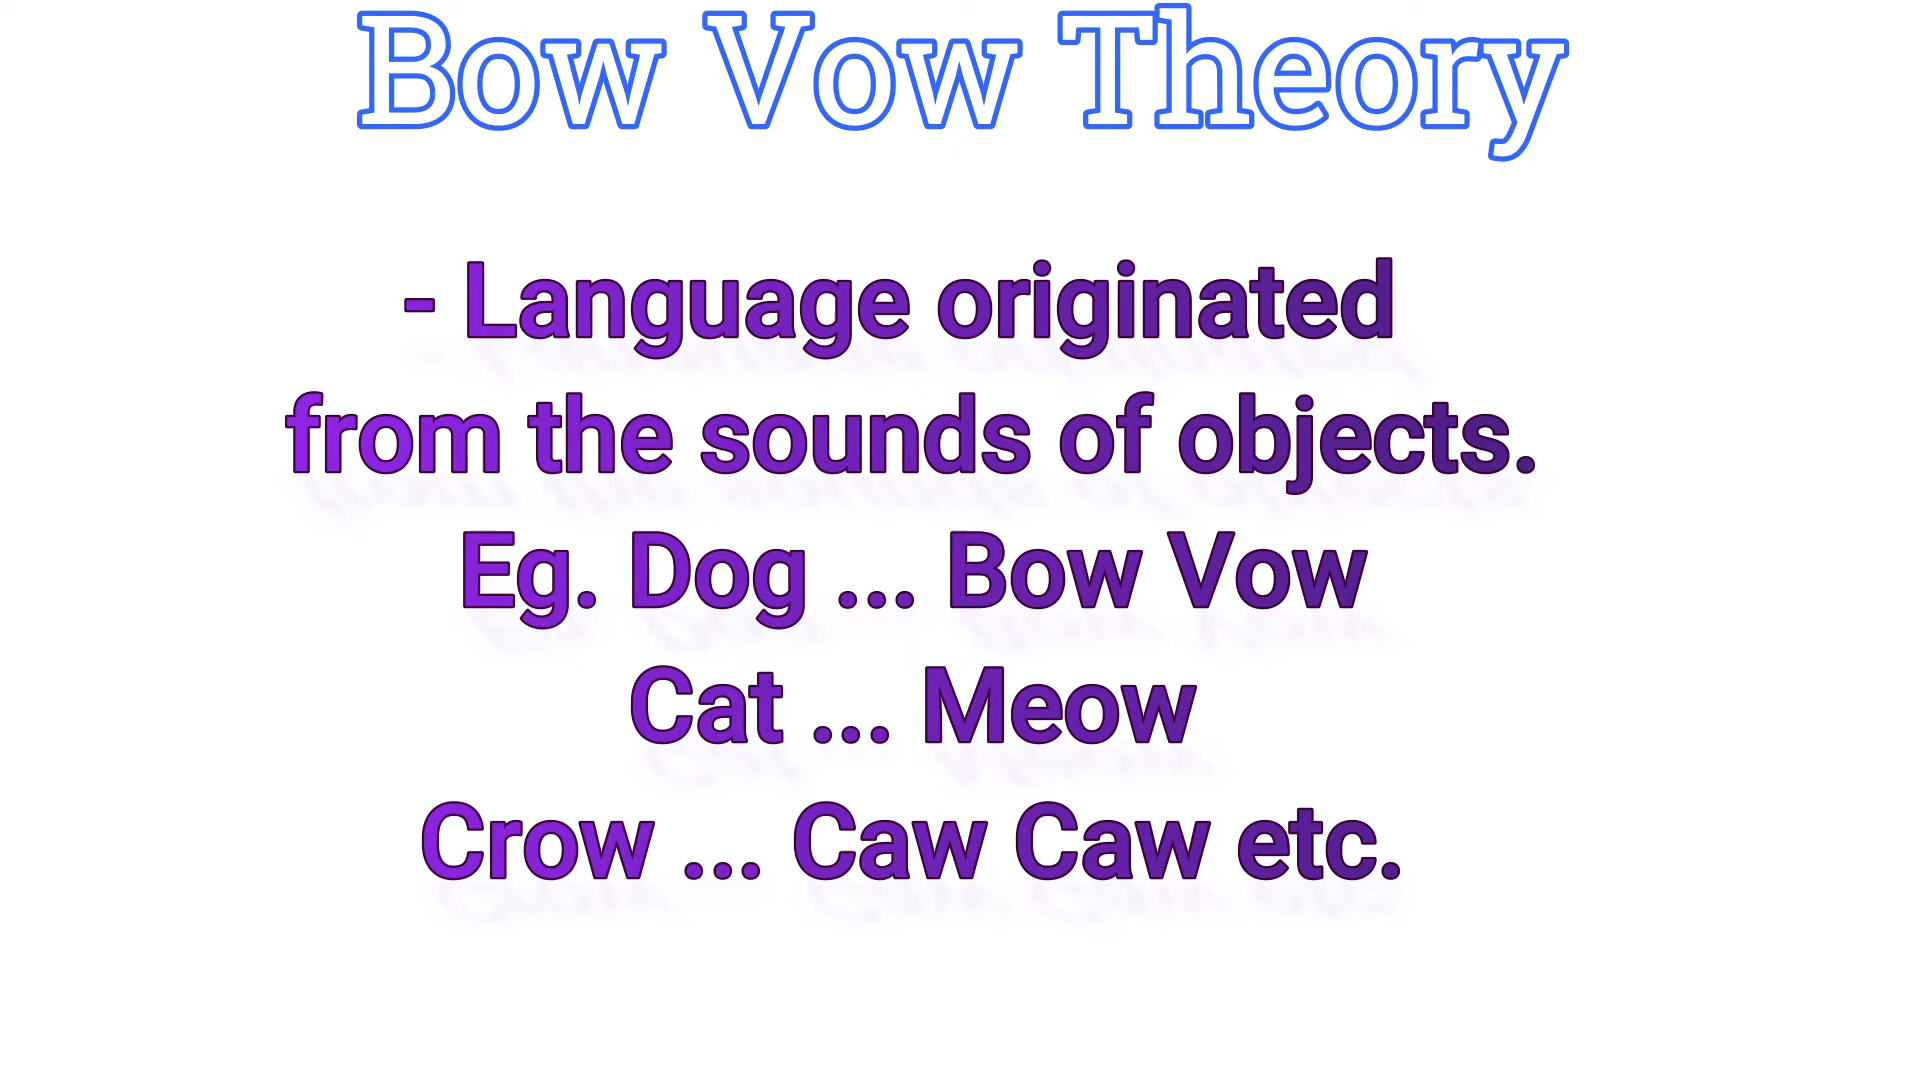 Bow Vow Theory
- Language originated
from the sounds of objects.
Eg. Dog ... Bow Vow
Cat ... Meow
Crow ... Caw Caw etc.